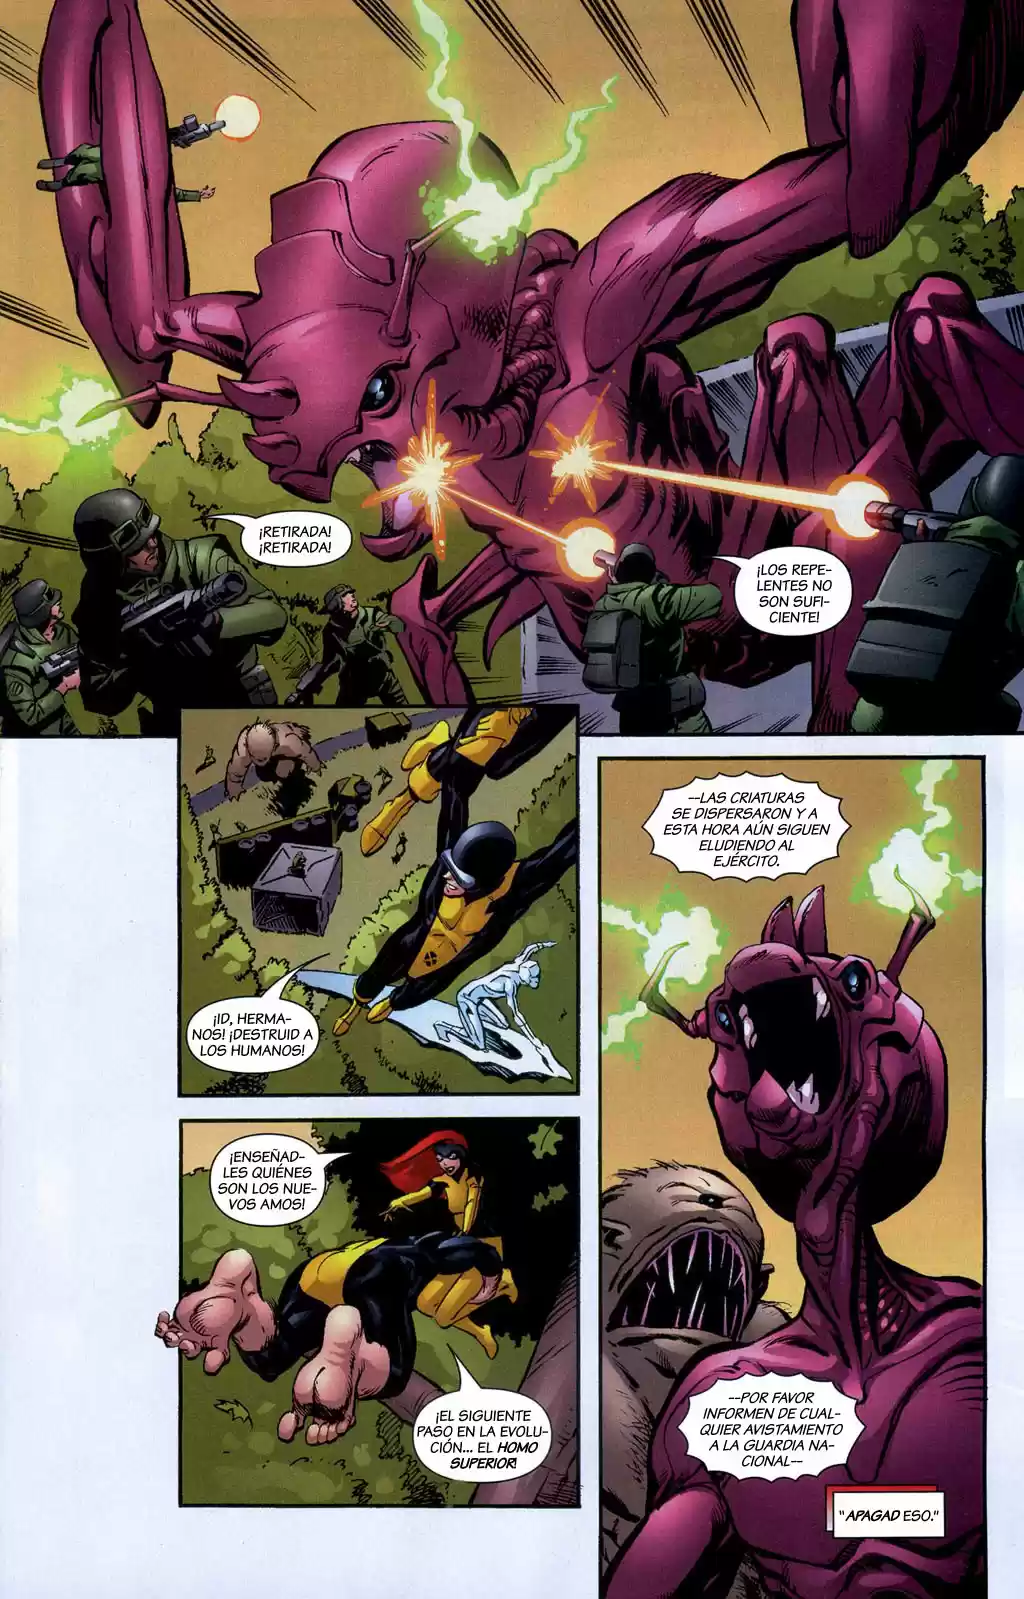 ¡RETIRADA!
¡RETIRADA!
¡LOS REPE-
LENTES NO
SON SUFI-
CIENTE!
¡ID, HERMA-
NOS! ¡DESTRUID A
LOS HUMANOS!
¡ENSEÑAD-
LES QUIÉNES
SON LOS NUE-
VOS AMOS!
¡EL SIGUIENTE
PASO EN LA EVOLU-
CIÓN... EL HOMO
SUPERIOR!
--LAS CRIATURAS
SE DISPERSARON Y A
ESTA HORA AÚN SIGUEN
ELUDIENDO AL
EJÉRCITO.
--POR FAVOR
INFORMEN DE CUAL-
QUIER AVISTAMIENTO
A LA GUARDIA NA-
CIONAL--
"APAGAD ESO."